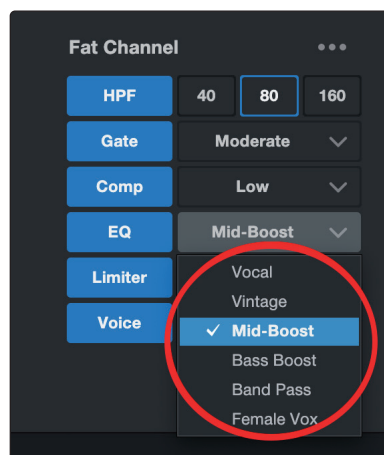 Fat Channel
HPF 40 80 160
Gate Moderate
Comp Low
EQ Mid-Boost
Limiter Vocal
Vintage
Voice Mid-Boost
Bass Boost
Band Pass
Female Vox